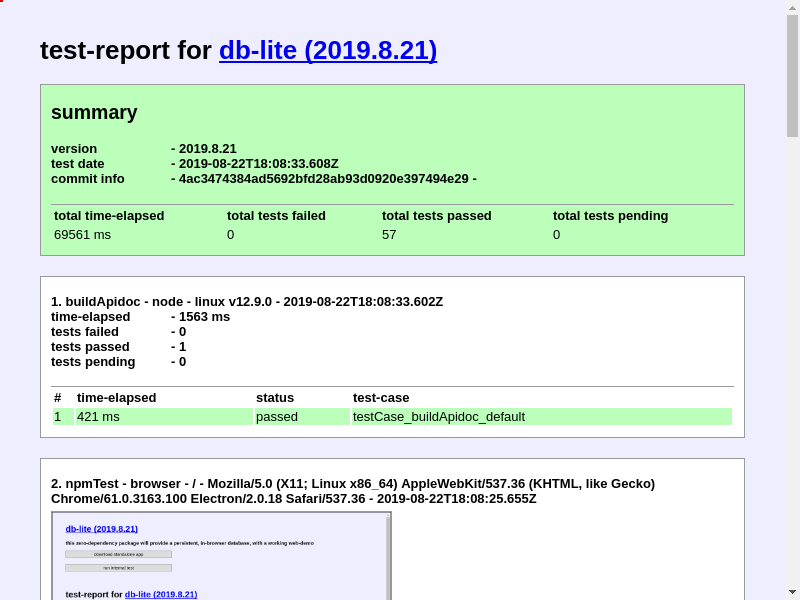 test-report for db-lite (2019.8.21)
summary
version - 2019.8.21
test date - 2019-08-22T18:08:33.608Z
commit info - 4ac3474384ad5692bfd28ab93d0920e397494e29 -
total time-elapsed total tests failed total tests passed total tests pending
69561 ms 0 57 0
1. buildApidoc - node - linux v12.9.0 - 2019-08-22T18:08:33.602Z
time-elapsed - 1563 ms
tests failed - 0
tests passed - 1
tests pending - 0
# time-elapsed status test-case
1 421 ms passed testCase_buildApidoc_default
2. npmTest - browser - / - Mozilla/5.0 (X11; Linux x86_64) AppleWebKit/537.36 (KHTML, like Gecko)
Chrome/61.0.3163.100 Electron/2.0.18 Safari/537.36 - 2019-08-22T18:08:25.655Z
db-lite (2019.8.21)
this zero-dependency package will provide a persistent, in-browser database, with a working web-demo
download standalone app
run internal test
test-report for db-lite (2019.8.21)